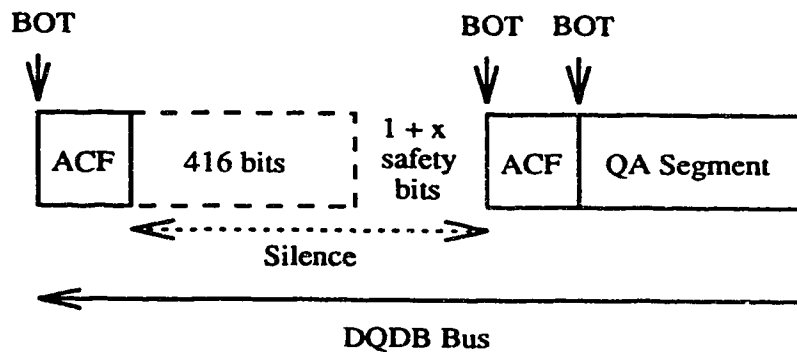 BOT
BOT BOT
ACF
416 bits
1 + x
safety
bits
ACF
QA Segment
Silence
DQDB Bus